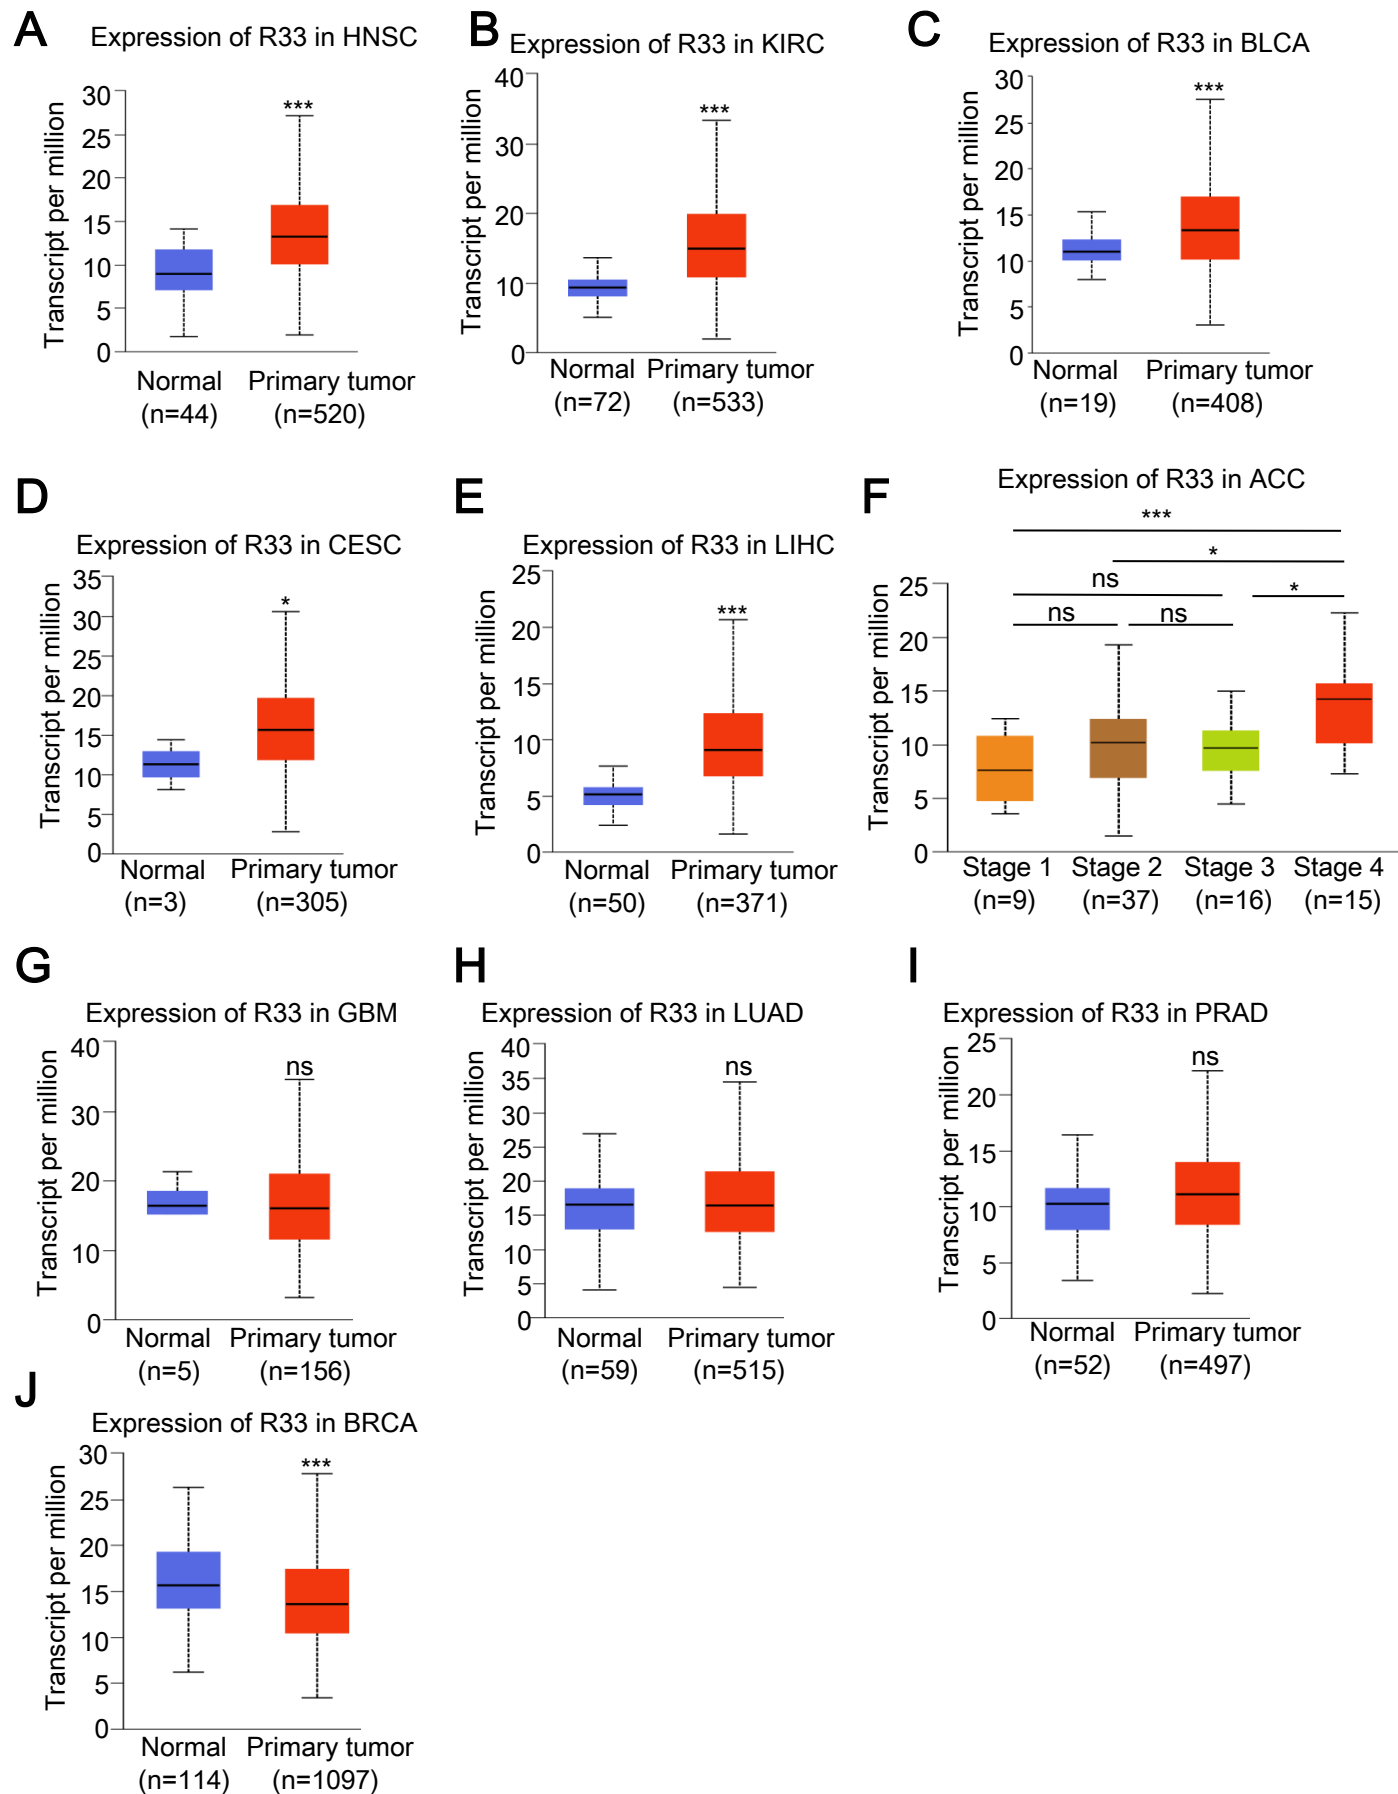 A
Expression of R33 in HNSC
Transcript per million
30
25
20
15
10
5
0
***
Normal
Primary tumor
(n=44)
(n=520)
B
Expression of R33 in KIRC
Transcript per million
40
30
20
10
0
***
Normal
Primary tumor
(n=72)
(n=533)
C
Expression of R33 in BLCA
Transcript per million
30
25
20
15
10
5
0
***
Normal
Primary tumor
(n=19)
(n=408)
D
Expression of R33 in CESC
Transcript per million
35
30
25
20
15
10
5
0
*
Normal
Primary tumor
(n=3)
(n=305)
E
Expression of R33 in LIHC
Transcript per million
25
20
15
10
5
0
***
Normal
Primary tumor
(n=50)
(n=371)
F
Expression of R33 in ACC
Transcript per million
25
20
15
10
5
0
***
*
ns
*
ns
ns
Stage 1
Stage 2
Stage 3
Stage 4
(n=9)
(n=37)
(n=16)
(n=15)
G
Expression of R33 in GBM
Transcript per million
40
30
20
10
0
ns
Normal
Primary tumor
(n=5)
(n=156)
H
Expression of R33 in LUAD
Transcript per million
40
35
30
25
20
15
10
5
0
ns
Normal
Primary tumor
(n=59)
(n=515)
I
Expression of R33 in PRAD
Transcript per million
25
20
15
10
5
0
ns
Normal
Primary tumor
(n=52)
(n=497)
J
Expression of R33 in BRCA
Transcript per million
30
25
20
15
10
5
0
***
Normal
Primary tumor
(n=114)
(n=1097)